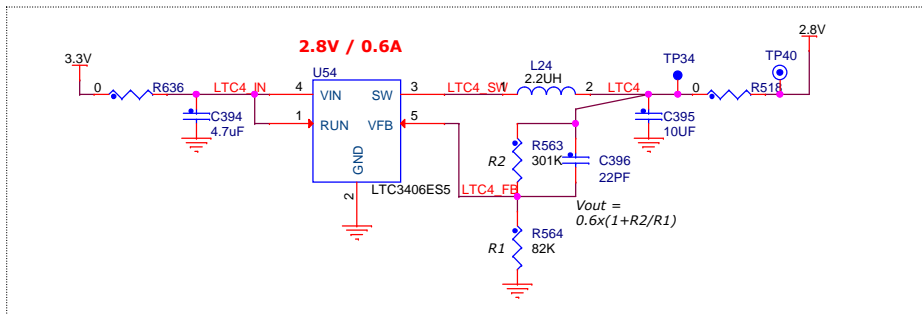 2.8V / 0.6A
2.8V
3.3V
TP34
TP40
U54
L24
2.2UH
0
R636
LTC4_IN
4
VIN
SW
3
LTC4_SW
1
2
LTC4
0
R518
C394
4.7uF
1
RUN
VFB
5
C395
10UF
GND
R2
R563
301K
C396
22PF
LTC3406ES5
LTC4_FB
2
Vout =
0.6x(1+R2/R1)
R1
R564
82K